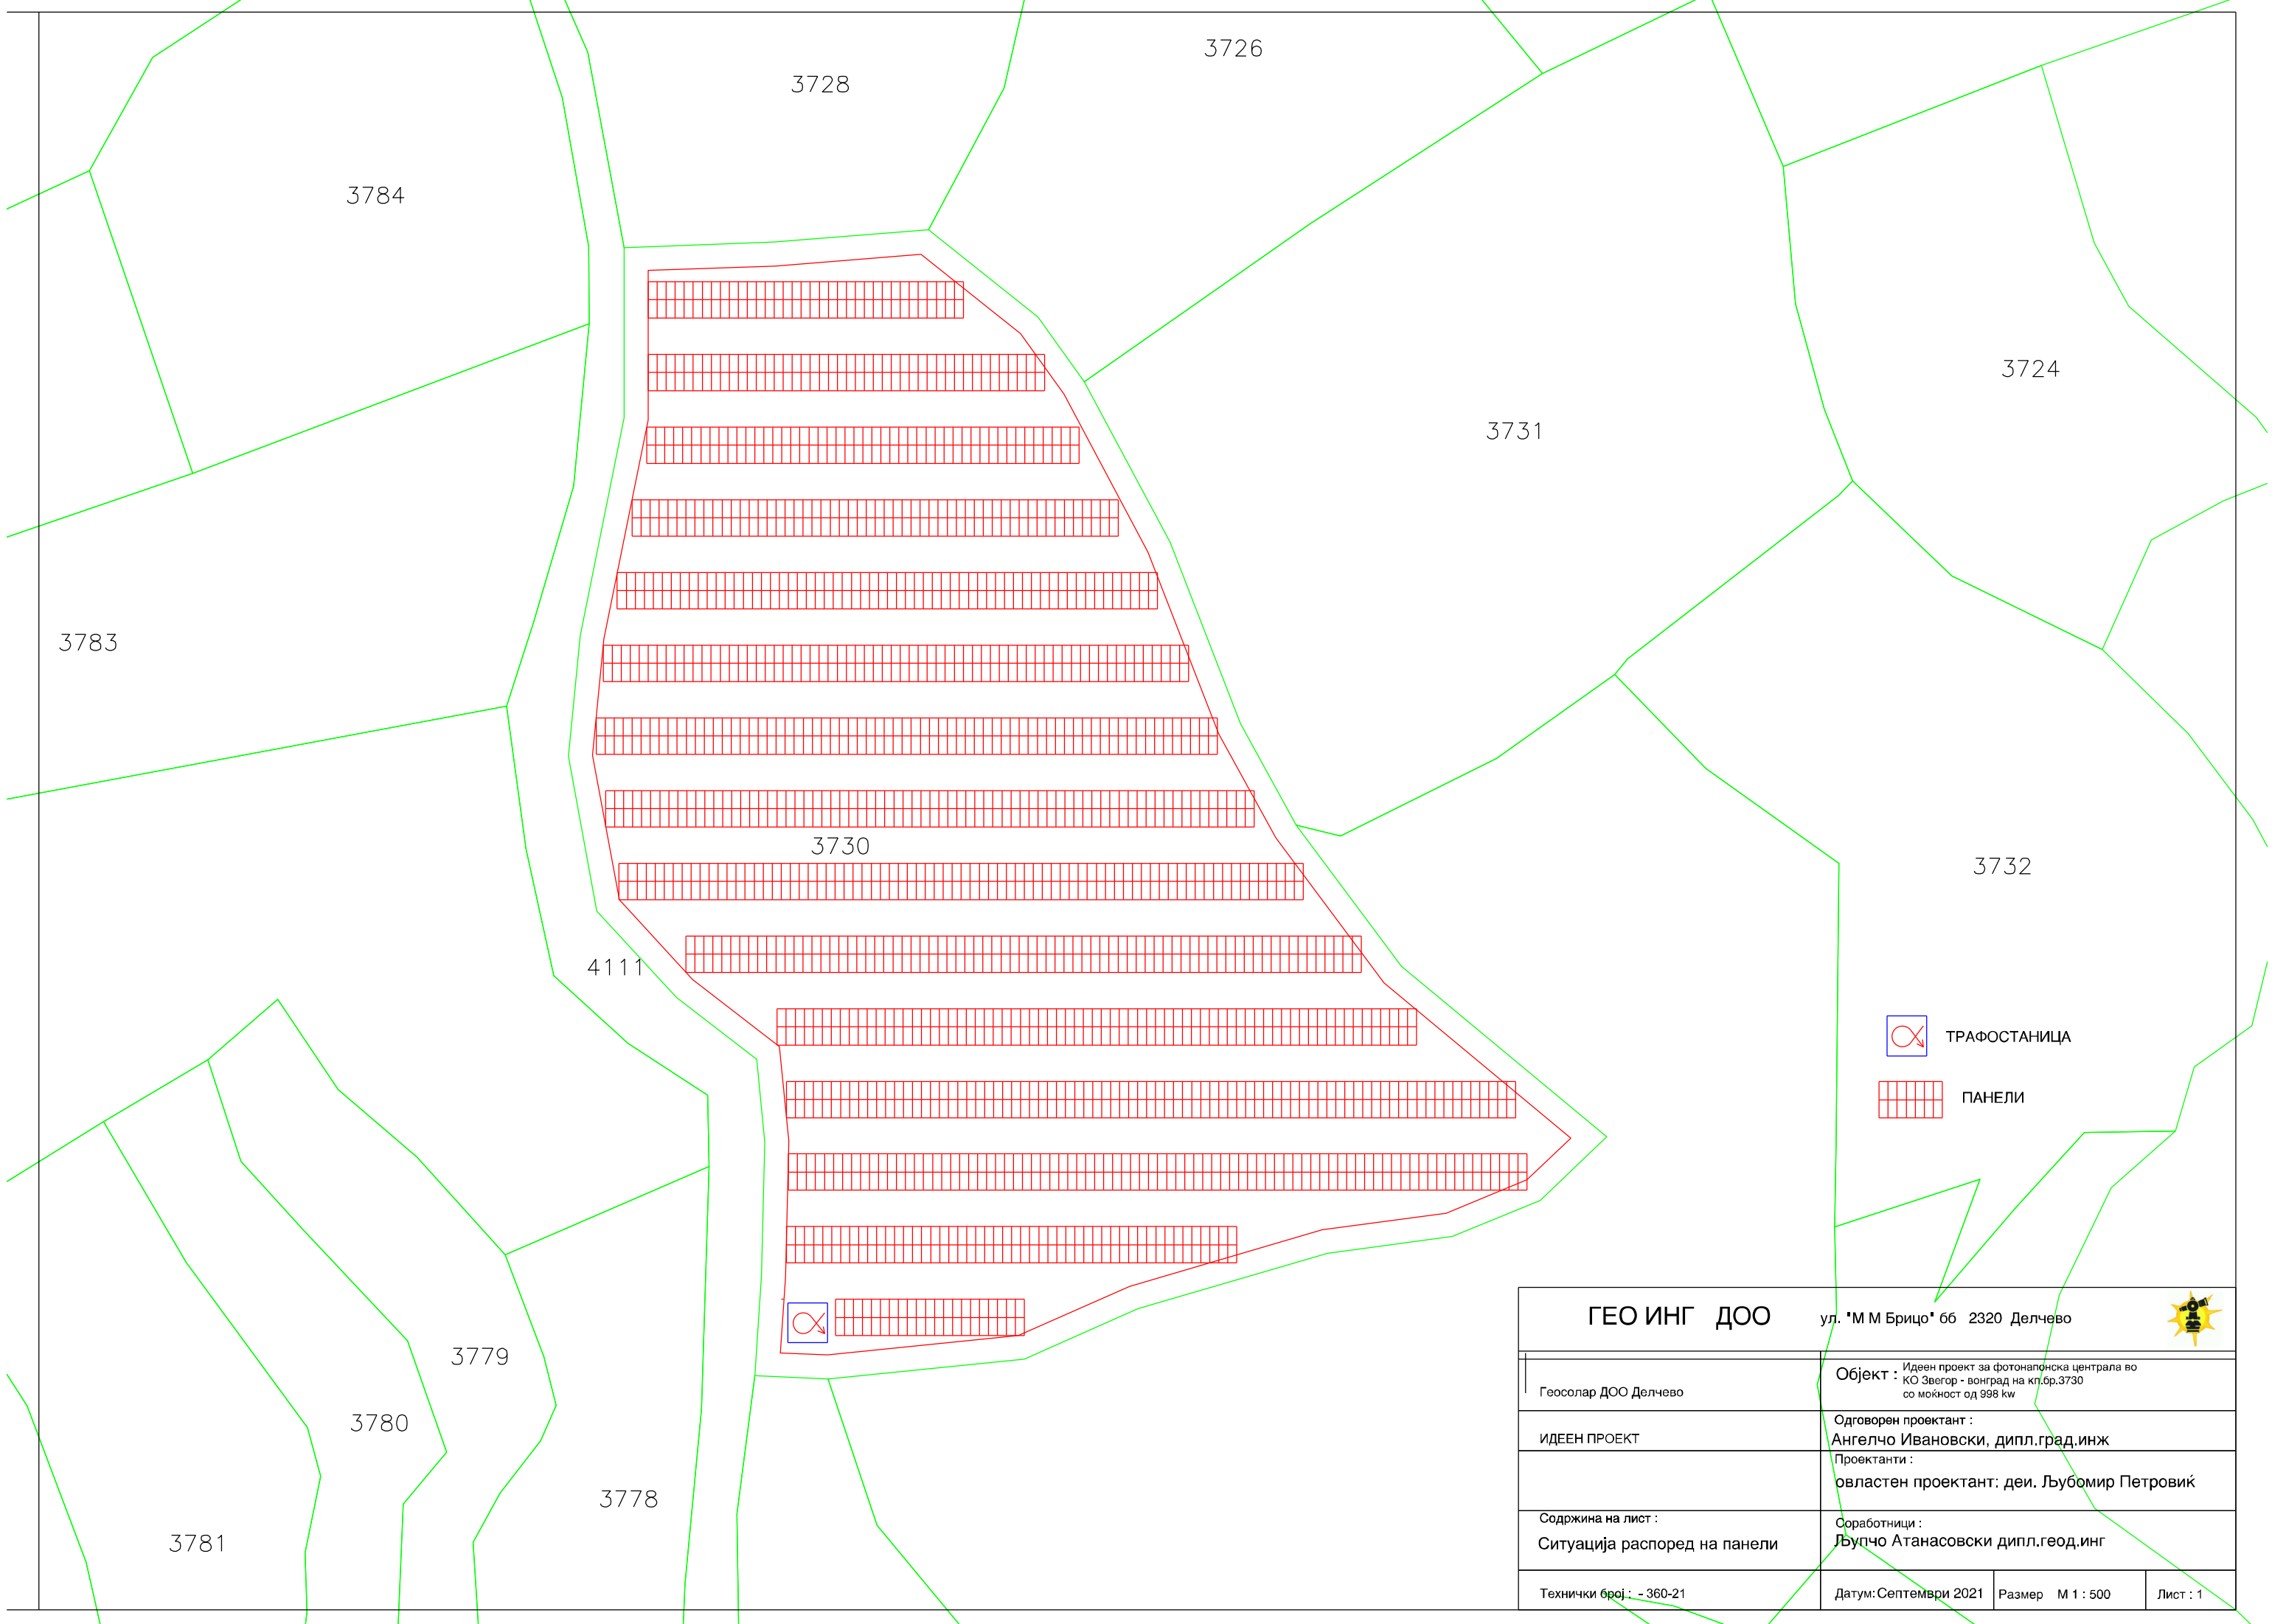 3726
3728
3784
3724
3731
3783
3730
3732
4111
ТРАФОСТАНИЦА
ПАНЕЛИ
3779
3780
3778
3781
ГЕО ИНГ ДОО ул. "М М Брицо" бб 2320 Делчево
Геосолар ДОО Делчево
Објект : Идеен проект за фотонапонска централа во
КО Звегор - вонград на кп.бр.3730
со моќност од 998 kw
ИДЕЕН ПРОЕКТ
Одговорен проектант :
Ангелчо Ивановски, дипл.град.инж
Проектанти :
овластен проектант: деи. Љубомир Петровиќ
Содржина на лист :
Ситуација распоред на панели
Соработници :
Љупчо Атанасовски дипл.геод.инг
Технички број : - 360-21
Датум: Септември 2021
Размер М 1 : 500
Лист : 1